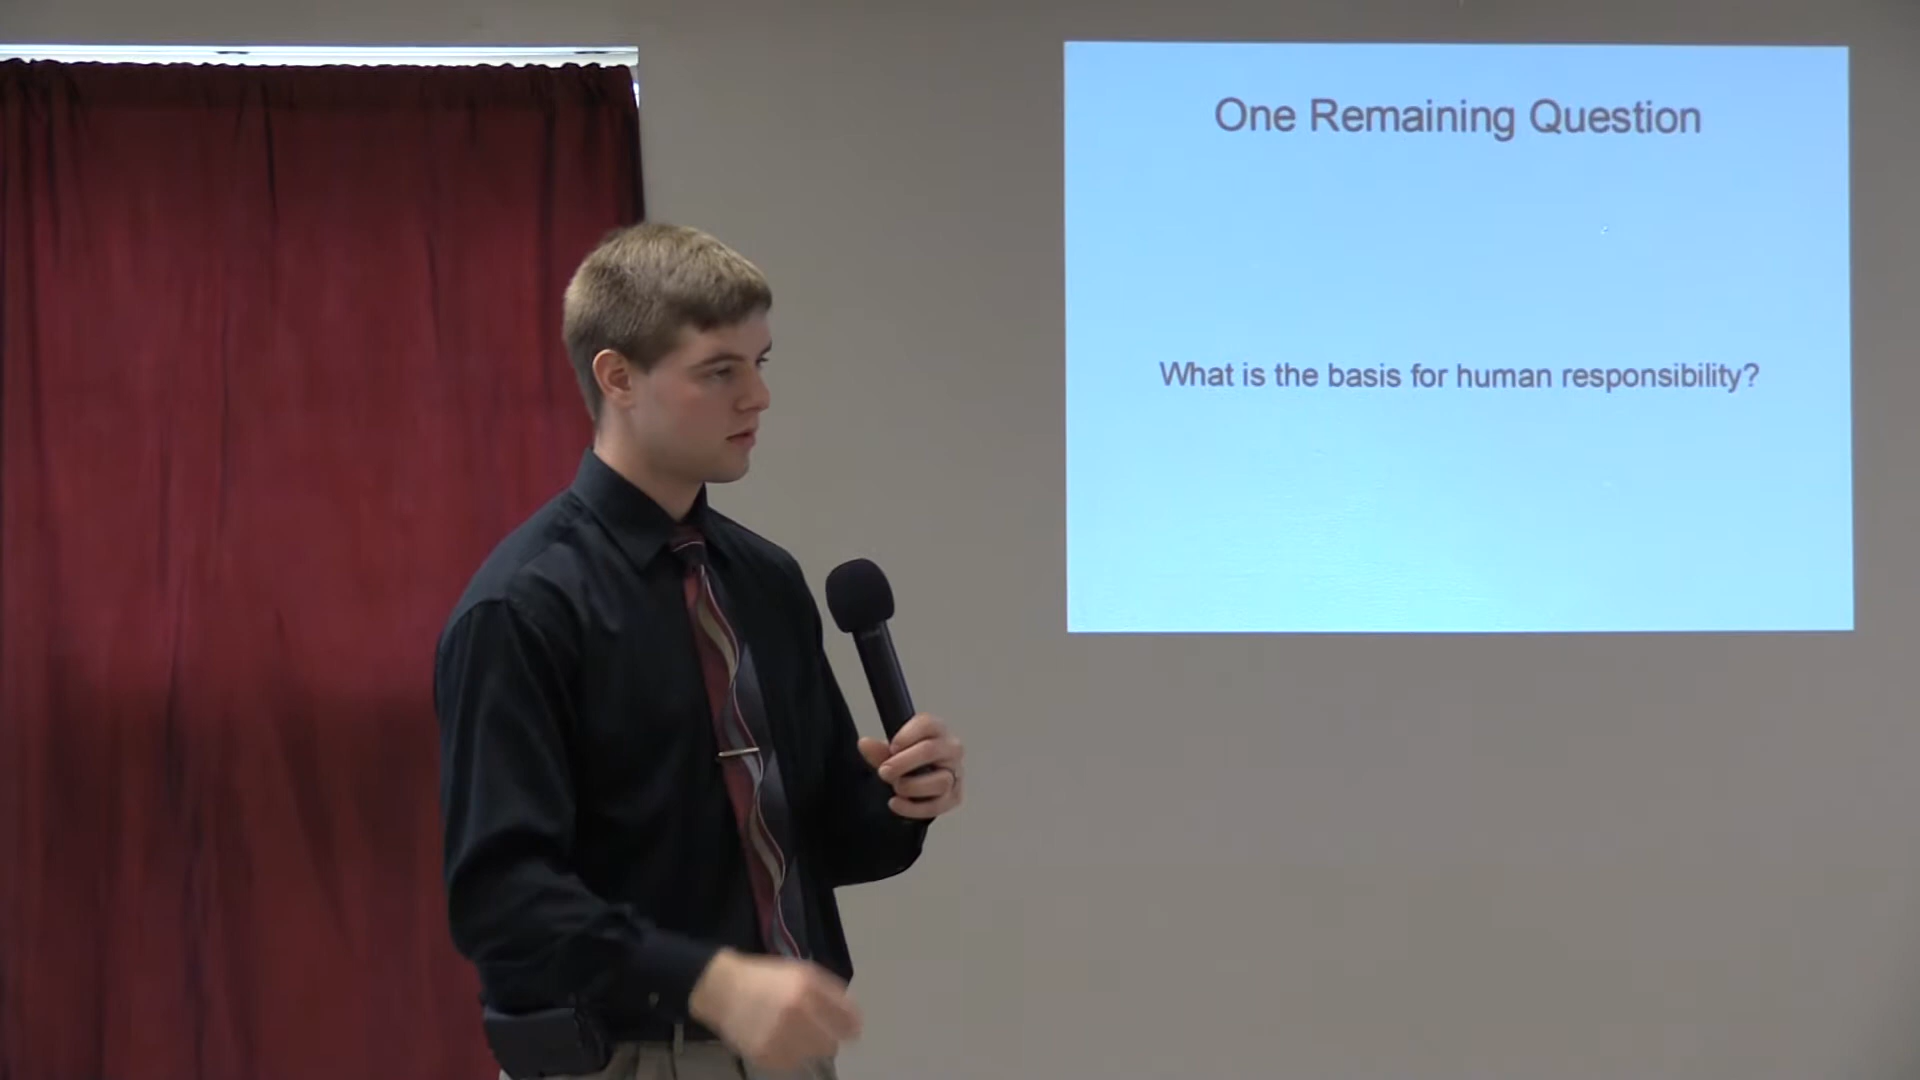 One Remaining Question
What is the basis for human responsibility?